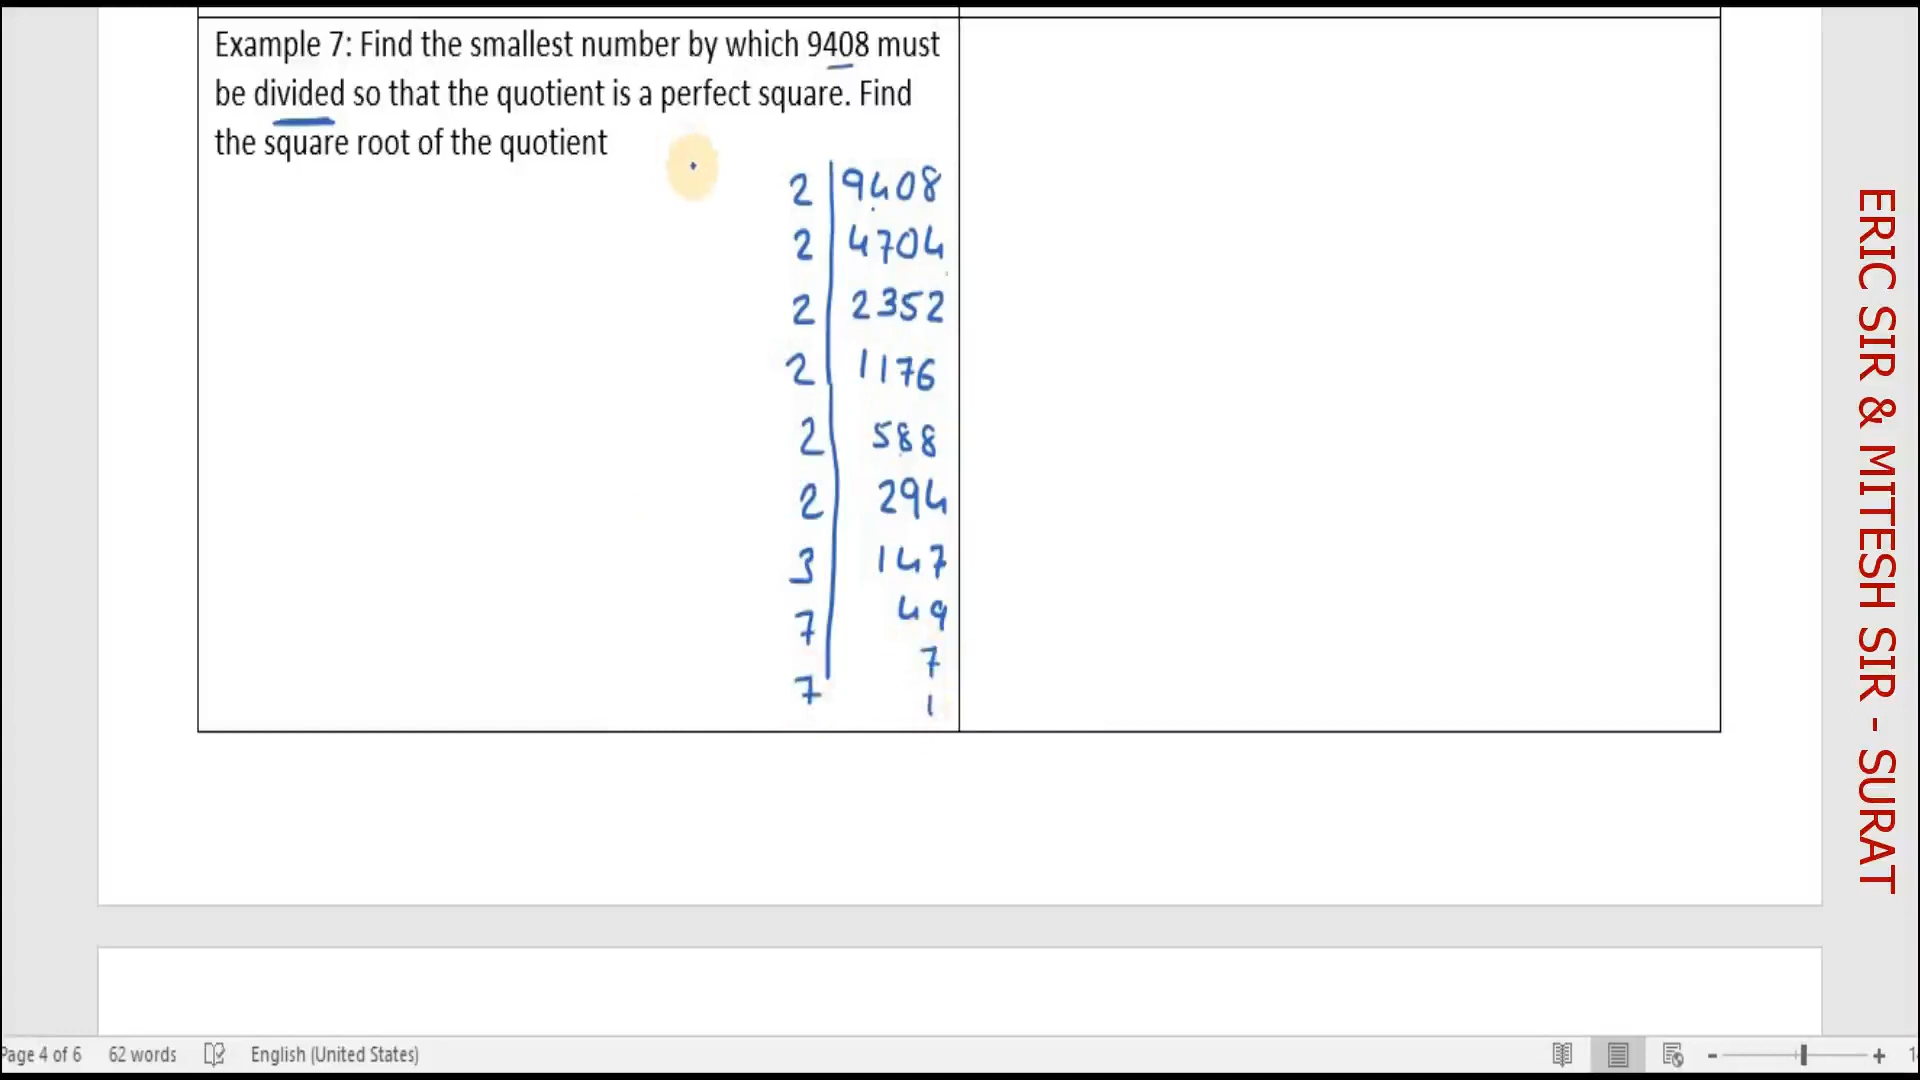 Example 7: Find the smallest number by which 9408 must
be divided so that the quotient is a perfect square. Find
the square root of the quotient
2 9408
2 4704
2 2352
2 1176
2 588
2 294
3 147
7 49
7 7
1
ERIC SIR & MITESH SIR - SURAT
Page 4 of 6 62 words English (United States)